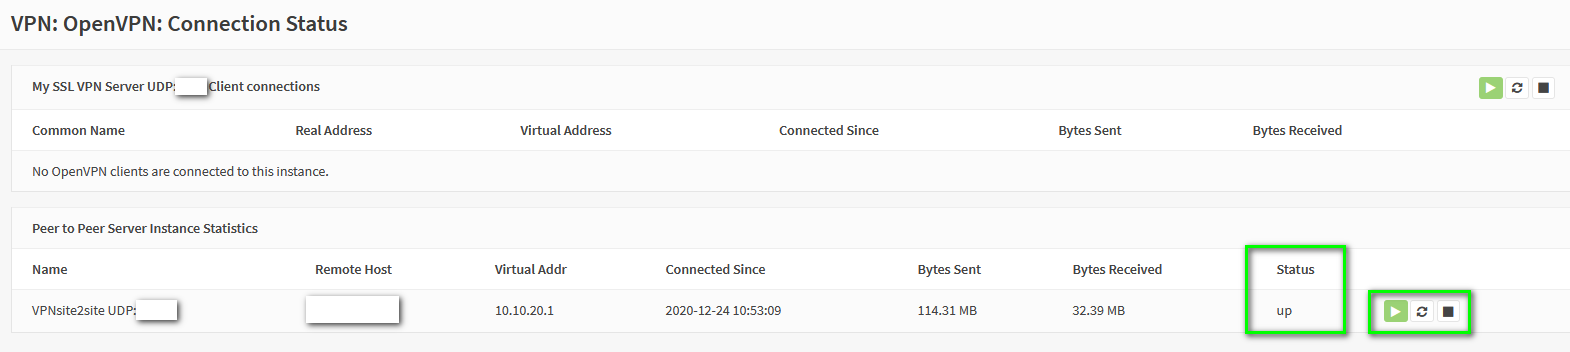 VPN: OpenVPN: Connection Status
My SSL VPN Server UDP: Client connections
Common Name Real Address Virtual Address Connected Since Bytes Sent Bytes Received
No OpenVPN clients are connected to this instance.
Peer to Peer Server Instance Statistics
Name Remote Host Virtual Addr Connected Since Bytes Sent Bytes Received Status
VPNsite2site UDP: 10.10.20.1 2020-12-24 10:53:09 114.31 MB 32.39 MB up